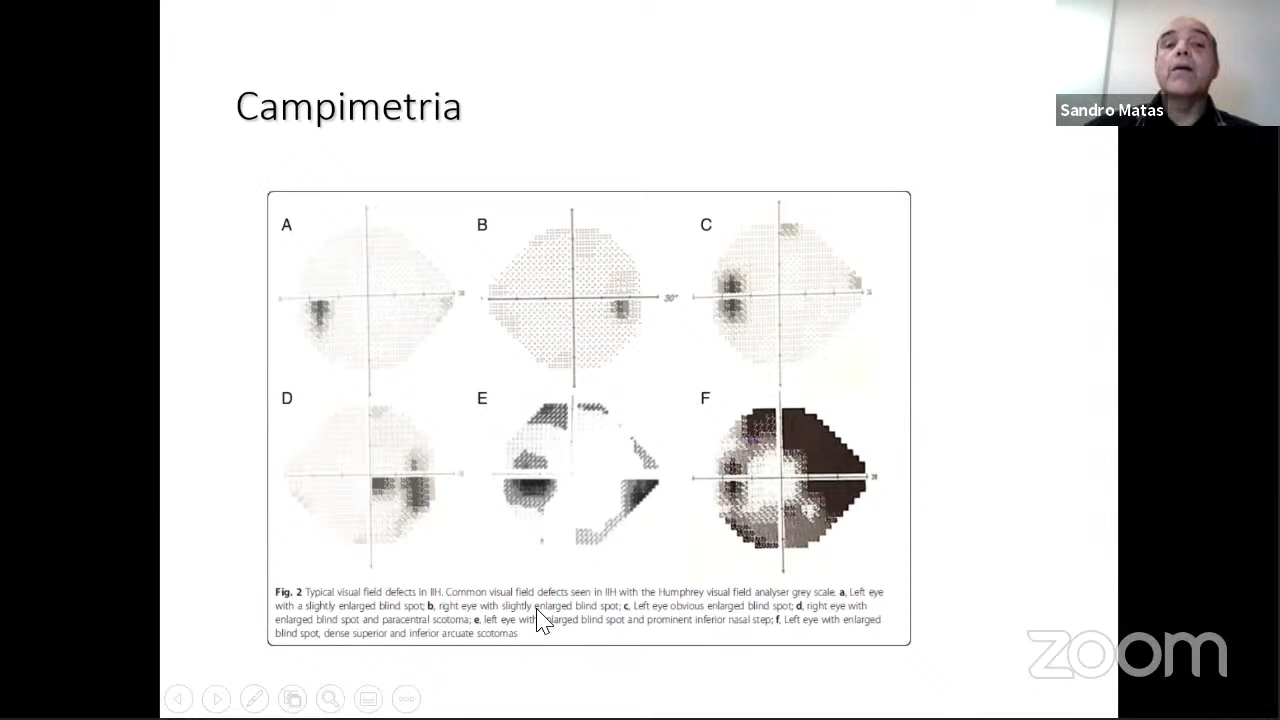 Campimetria
Sandro Matas
A
B
C
30°
D
E
F
Fig. 2 Typical visual field defects in IIH. Common visual field defects seen in IIH with the Humphrey visual field analyser grey scale. a, Left eye
with a slightly enlarged blind spot; b, right eye with slightly enlarged blind spot; c, Left eye obvious enlarged blind spot; d, right eye with
enlarged blind spot and paracentral scotoma; e, left eye with enlarged blind spot and prominent inferior nasal step; f, Left eye with enlarged
blind spot, dense superior and inferior arcuate scotomas
zoom